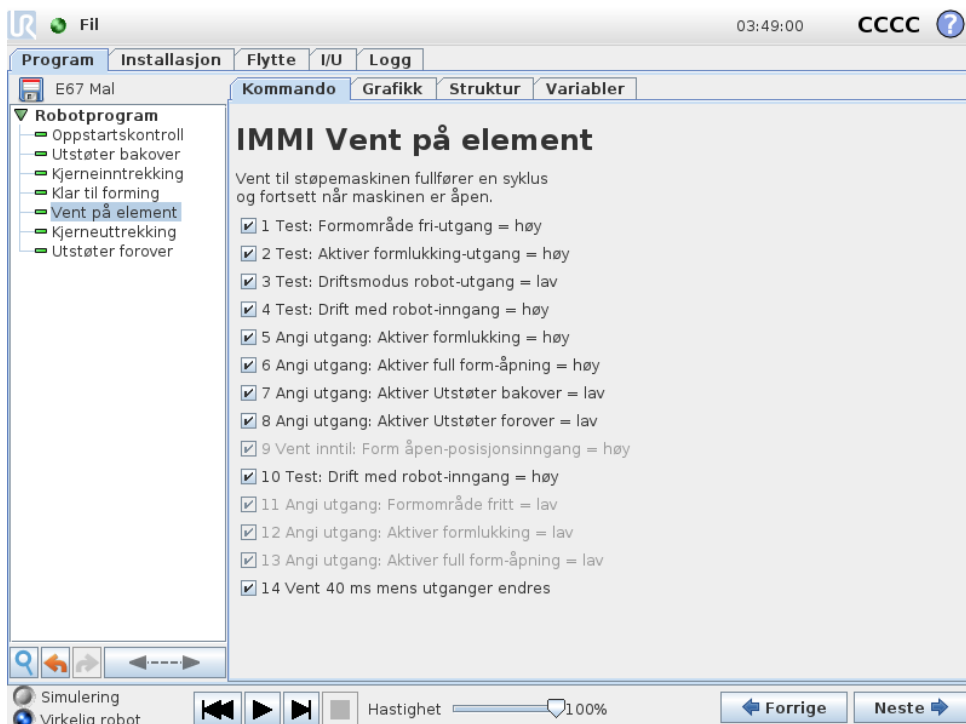 UR Fil 03:49:00 CCCC ?
Program Installasjon Flytte I/U Logg
E67 Mal Kommando Grafikk Struktur Variabler
Robotprogram
Oppstartskontroll
Utstøter bakover
Kjerneinntrekking
Klar til forming
Vent på element
Kjerneuttrekking
Utstøter forover
IMMI Vent på element
Vent til støpemaskinen fullfører en syklus
og fortsett når maskinen er åpen.
1 Test: Formområde fri-utgang = høy
2 Test: Aktiver formlukking-utgang = høy
3 Test: Driftsmodus robot-utgang = lav
4 Test: Drift med robot-inngang = høy
5 Angi utgang: Aktiver formlukking = høy
6 Angi utgang: Aktiver full form-åpning = høy
7 Angi utgang: Aktiver Utstøter bakover = lav
8 Angi utgang: Aktiver Utstøter forover = lav
9 Vent inntil: Form åpen-posisjonsinngang = høy
10 Test: Drift med robot-inngang = høy
11 Angi utgang: Formområde fritt = lav
12 Angi utgang: Aktiver formlukking = lav
13 Angi utgang: Aktiver full form-åpning = lav
14 Vent 40 ms mens utganger endres
Simulering
Virkelig robot
Hastighet 100% Forrige Neste